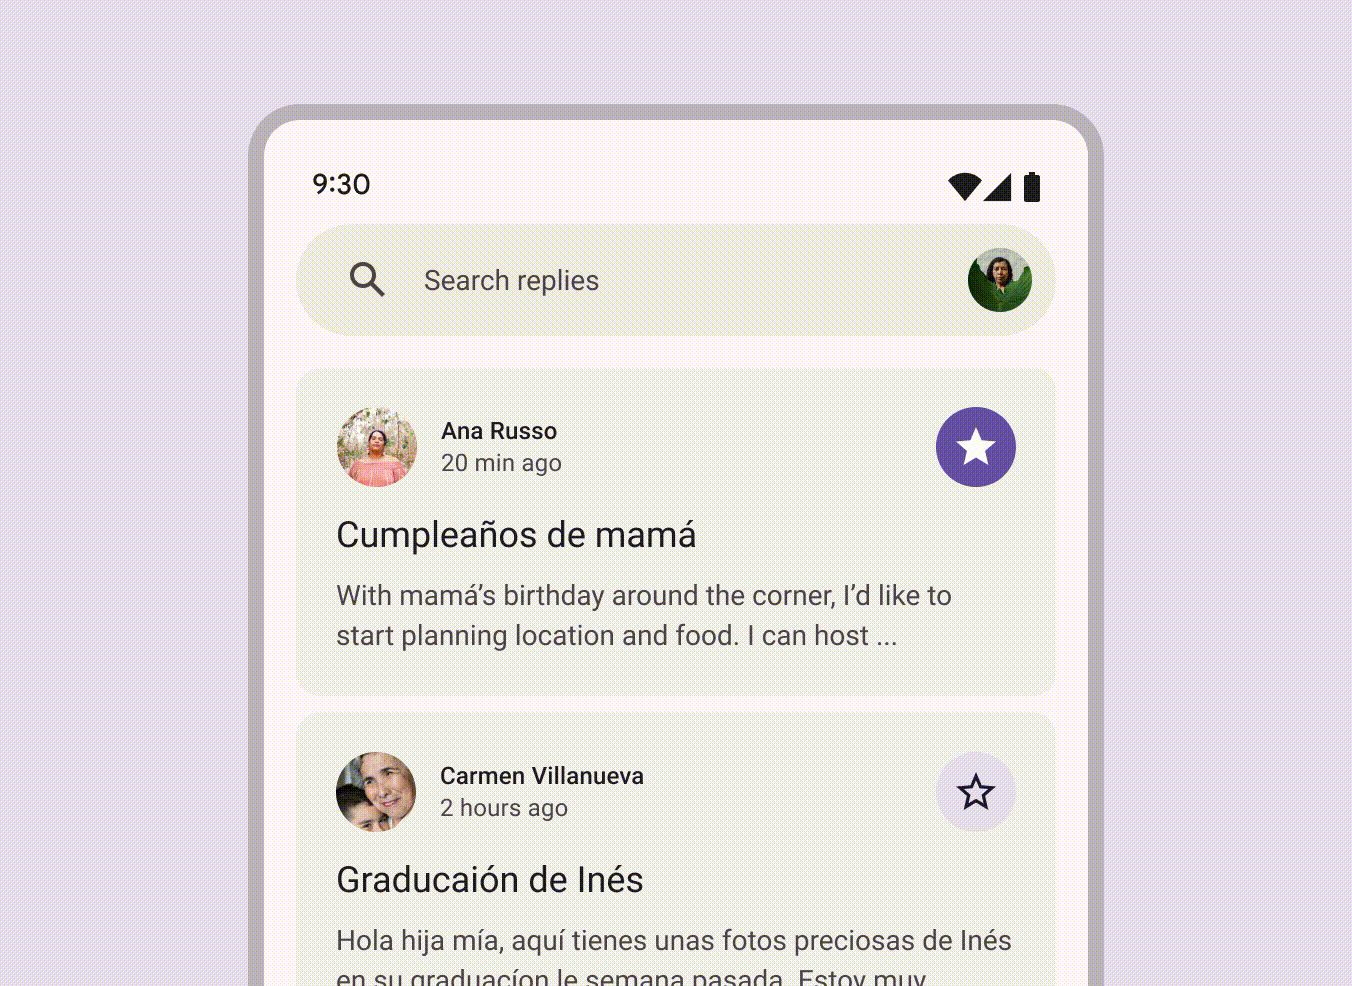 9:30
Search replies
Ana Russo
20 min ago
Cumpleaños de mamá
With mamá’s birthday around the corner, I’d like to
start planning location and food. I can host ...
Carmen Villanueva
2 hours ago
Graducaión de Inés
Hola hija mía, aquí tienes unas fotos preciosas de Inés
en su graduacíon le semana pasada. Estoy muy